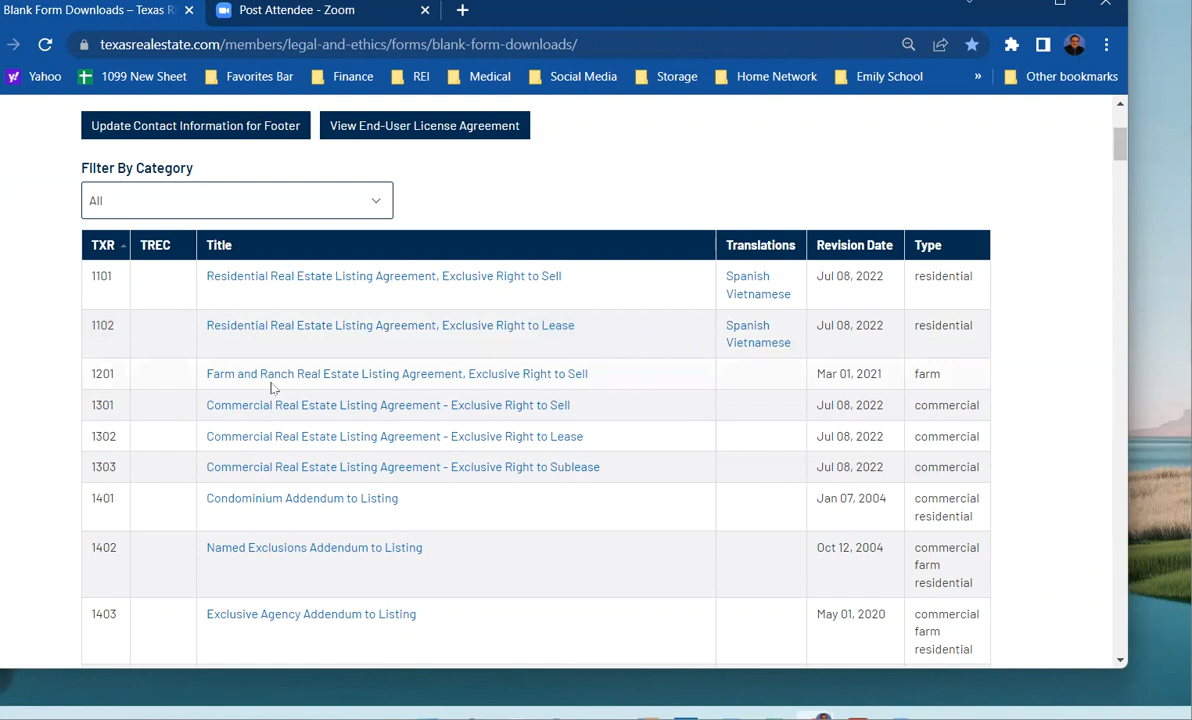 Blank Form Downloads – Texas R
Post Attendee - Zoom
texasrealestate.com/members/legal-and-ethics/forms/blank-form-downloads/
Yahoo
1099 New Sheet
Favorites Bar
Finance
REI
Medical
Social Media
Storage
Home Network
Emily School
»
Other bookmarks
Update Contact Information for Footer
View End-User License Agreement
Filter By Category
All
TXR TREC Title Translations Revision Date Type
1101 Residential Real Estate Listing Agreement, Exclusive Right to Sell Spanish Jul 08, 2022 residential
Vietnamese
1102 Residential Real Estate Listing Agreement, Exclusive Right to Lease Spanish Jul 08, 2022 residential
Vietnamese
1201 Farm and Ranch Real Estate Listing Agreement, Exclusive Right to Sell Mar 01, 2021 farm
1301 Commercial Real Estate Listing Agreement - Exclusive Right to Sell Jul 08, 2022 commercial
1302 Commercial Real Estate Listing Agreement - Exclusive Right to Lease Jul 08, 2022 commercial
1303 Commercial Real Estate Listing Agreement - Exclusive Right to Sublease Jul 08, 2022 commercial
1401 Condominium Addendum to Listing Jan 07, 2004 commercial
residential
1402 Named Exclusions Addendum to Listing Oct 12, 2004 commercial
farm
residential
1403 Exclusive Agency Addendum to Listing May 01, 2020 commercial
farm
residential